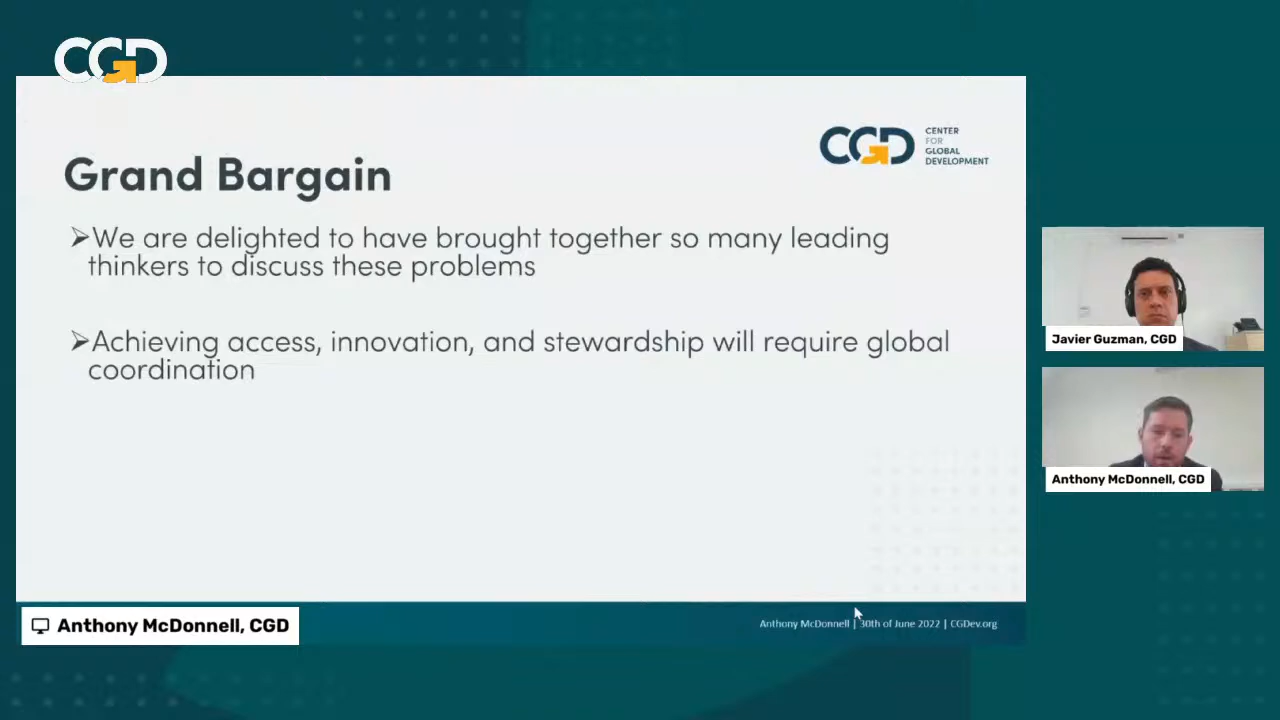 CGD
CGD
CENTER
FOR
GLOBAL
DEVELOPMENT
Grand Bargain
➢We are delighted to have brought together so many leading
thinkers to discuss these problems
➢Achieving access, innovation, and stewardship will require global
coordination
Javier Guzman, CGD
Anthony McDonnell, CGD
Anthony McDonnell, CGD
Anthony McDonnell | 30th of June 2022 | CGDev.org